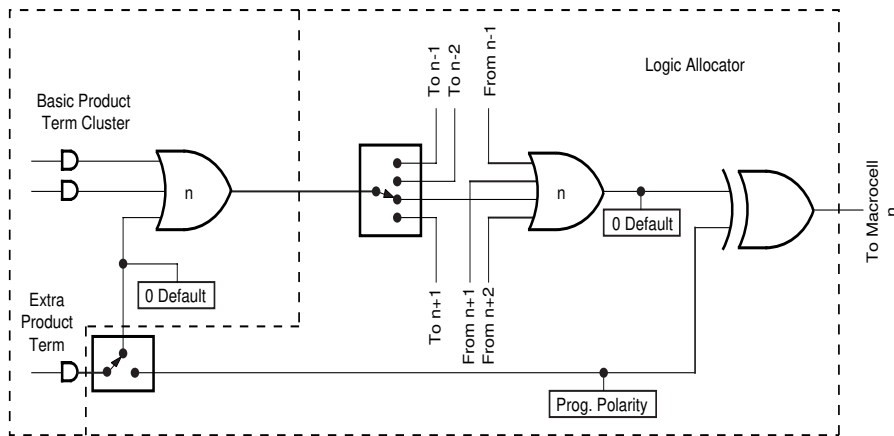 To n-1
To n-2
From n-1
Logic Allocator
Basic Product
Term Cluster
n
n
0 Default
To Macrocell
n
0 Default
Extra
Product
Term
To n+1
From n+1
From n+2
Prog. Polarity